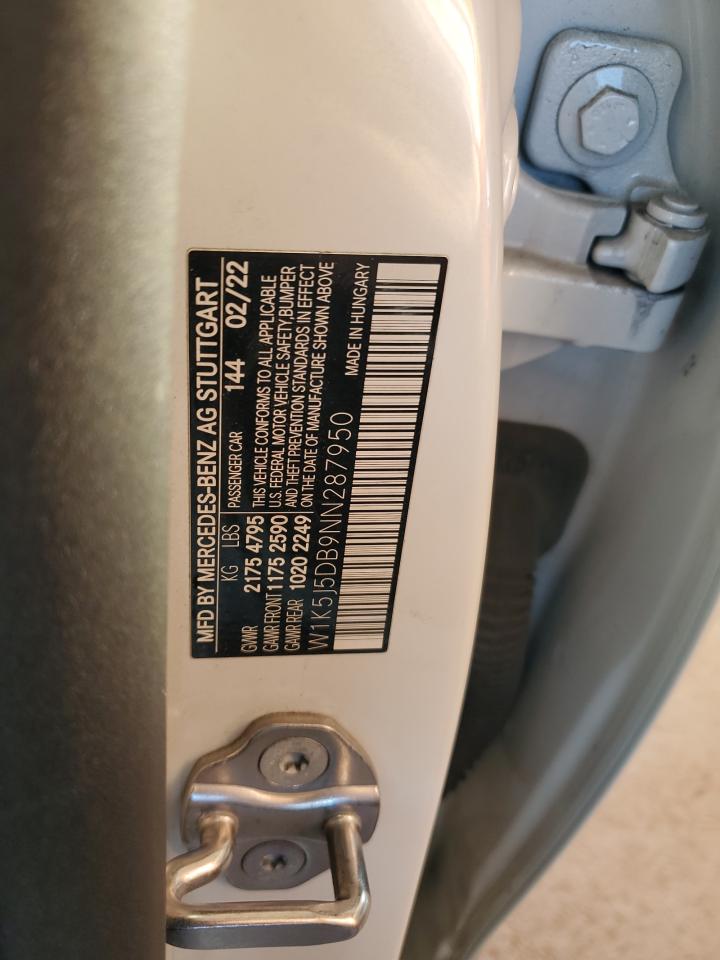 MFD BY MERCEDES-BENZ AG STUTTGART
KG LBS PASSENGER CAR 144 02/22
GVWR 2175 4795 THIS VEHICLE CONFORMS TO ALL APPLICABLE
GAWR FRONT 1175 2590 U.S. FEDERAL MOTOR VEHICLE SAFETY, BUMPER
GAWR REAR 1020 2249 AND THEFT PREVENTION STANDARDS IN EFFECT
ON THE DATE OF MANUFACTURE SHOWN ABOVE
W1K5J5DB9NN287950 MADE IN HUNGARY